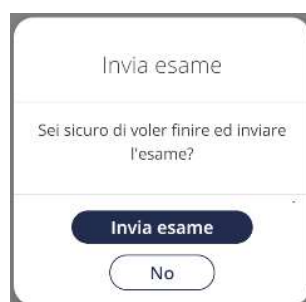 Invia esame
Sei sicuro di voler finire ed inviare
l'esame?
Invia esame
No